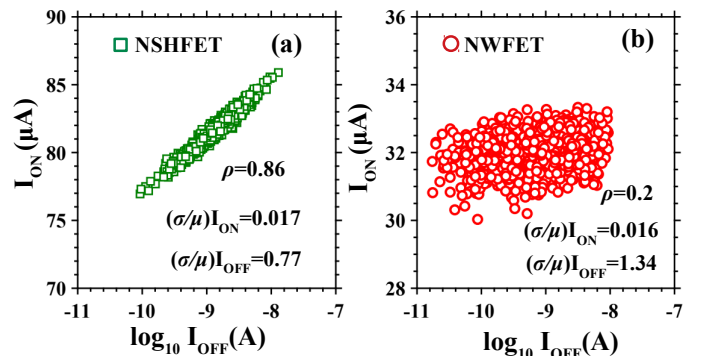 90
85
80
75
70
I_ON (µA)
NSHFET
(a)
ρ=0.86
(σ/µ)I_ON=0.017
(σ/µ)I_OFF=0.77
-11 -10 -9 -8 -7
log₁₀ I_OFF(A)
36
34
32
30
28
I_ON (µA)
NWFET
(b)
ρ=0.2
(σ/µ)I_ON=0.016
(σ/µ)I_OFF=1.34
-11 -10 -9 -8 -7
log₁₀ I_OFF(A)